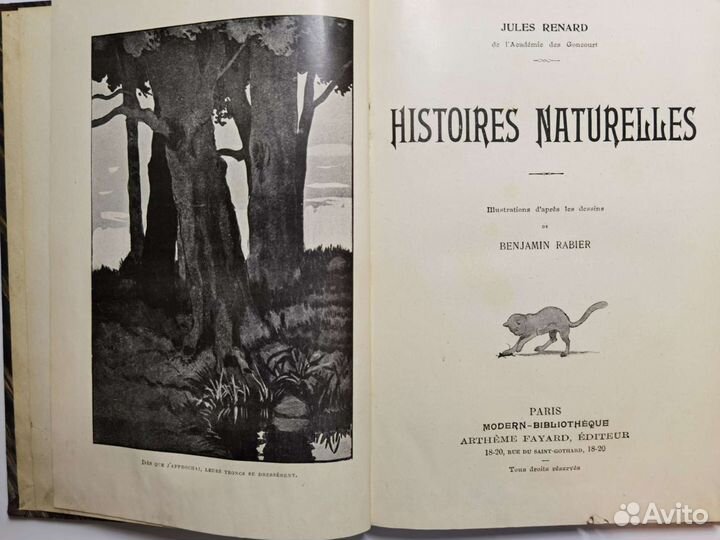 DÈS QUE J'APPROCHAI, LEURS TRONCS SE DRESSÈRENT.
JULES RENARD
de l'Académie des Goncourt
HISTOIRES NATURELLES
Illustrations d'après les dessins
DE
BENJAMIN RABIER
PARIS
MODERN-BIBLIOTHÈQUE
ARTHÈME FAYARD, ÉDITEUR
18-20, RUE DU SAINT-GOTHARD, 18-20
Tous droits réservés
Avito